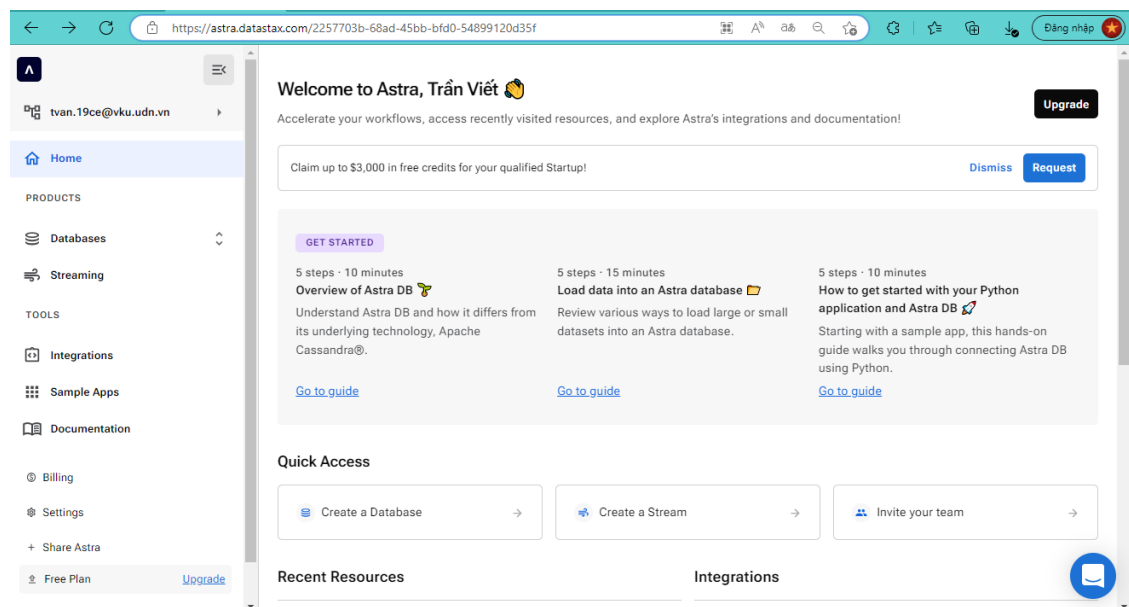 https://astra.datastax.com/2257703b-68ad-45bb-bfd0-54899120d35f
Đăng nhập
tvan.19ce@vku.udn.vn
Home
PRODUCTS
Databases
Streaming
TOOLS
Integrations
Sample Apps
Documentation
Billing
Settings
+ Share Astra
Free Plan Upgrade
Welcome to Astra, Trần Viết 👋
Accelerate your workflows, access recently visited resources, and explore Astra's integrations and documentation!
Upgrade
Claim up to $3,000 in free credits for your qualified Startup!
Dismiss Request
GET STARTED
5 steps · 10 minutes
Overview of Astra DB 🌱
Understand Astra DB and how it differs from
its underlying technology, Apache
Cassandra®.
Go to guide
5 steps · 15 minutes
Load data into an Astra database 📁
Review various ways to load large or small
datasets into an Astra database.
Go to guide
5 steps · 10 minutes
How to get started with your Python
application and Astra DB 🚀
Starting with a sample app, this hands-on
guide walks you through connecting Astra DB
using Python.
Go to guide
Quick Access
Create a Database
Create a Stream
Invite your team
Recent Resources
Integrations